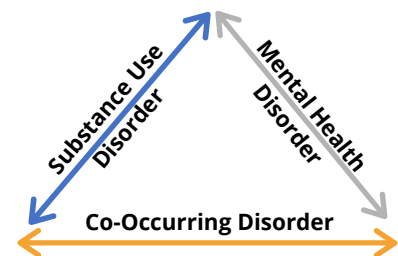 Substance Use
Disorder
Mental Health
Disorder
Co-Occurring Disorder